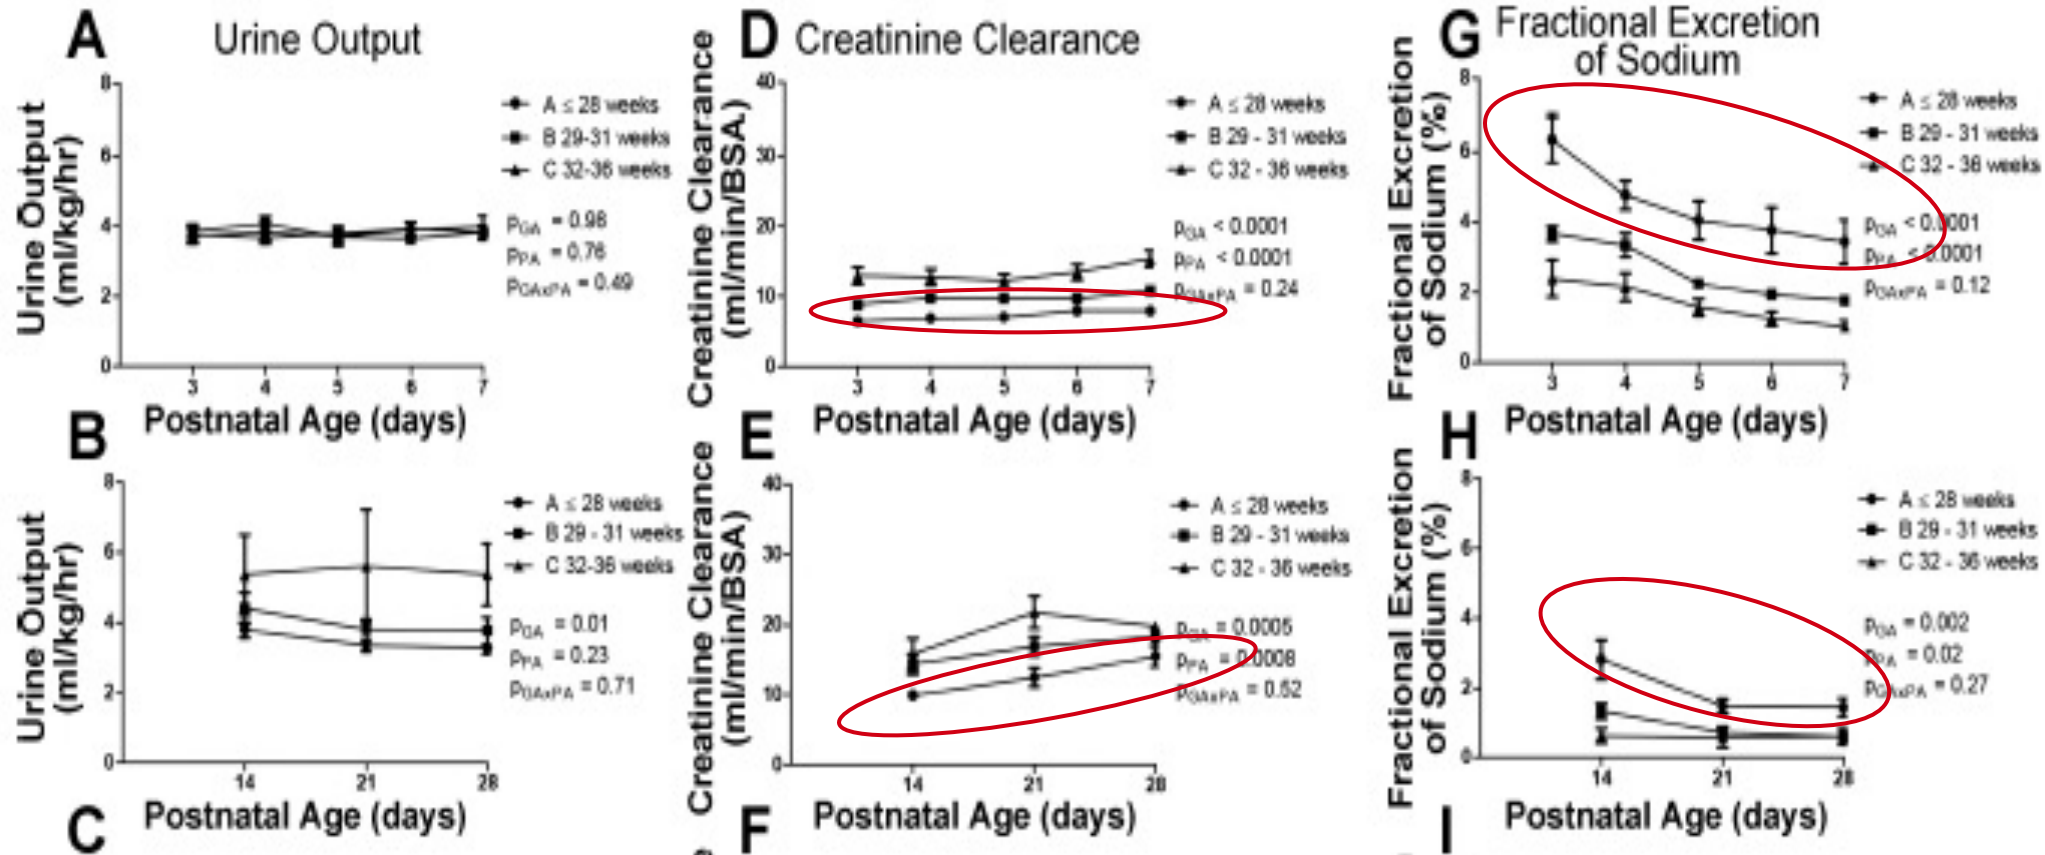 A Urine Output
Urine Output
(ml/kg/hr)
8
6
4
2
0
3 4 5 6 7
Postnatal Age (days)
A ≤ 28 weeks
B 29-31 weeks
C 32-36 weeks
pGA = 0.98
pPA = 0.76
pGAxPA = 0.49
D Creatinine Clearance
Creatinine Clearance
(ml/min/BSA)
40
30
20
10
0
3 4 5 6 7
Postnatal Age (days)
A ≤ 28 weeks
B 29 - 31 weeks
C 32 - 36 weeks
pGA < 0.0001
pPA < 0.0001
pGAxPA = 0.24
G Fractional Excretion
of Sodium
Fractional Excretion
of Sodium (%)
8
6
4
2
0
3 4 5 6 7
Postnatal Age (days)
A ≤ 28 weeks
B 29 - 31 weeks
C 32 - 36 weeks
pGA < 0.0001
pPA < 0.0001
pGAxPA = 0.12
B
Urine Output
(ml/kg/hr)
8
6
4
2
0
14 21 28
Postnatal Age (days)
A ≤ 28 weeks
B 29 - 31 weeks
C 32-36 weeks
pGA = 0.01
pPA = 0.23
pGAxPA = 0.71
E
Creatinine Clearance
(ml/min/BSA)
40
30
20
10
0
14 21 28
Postnatal Age (days)
A ≤ 28 weeks
B 29 - 31 weeks
C 32 - 36 weeks
pGA = 0.0005
pPA = 0.0008
pGAxPA = 0.52
H
Fractional Excretion
of Sodium (%)
8
6
4
2
0
14 21 28
Postnatal Age (days)
A ≤ 28 weeks
B 29 - 31 weeks
C 32 - 36 weeks
pGA = 0.002
pPA = 0.02
pGAxPA = 0.27
C
F
I